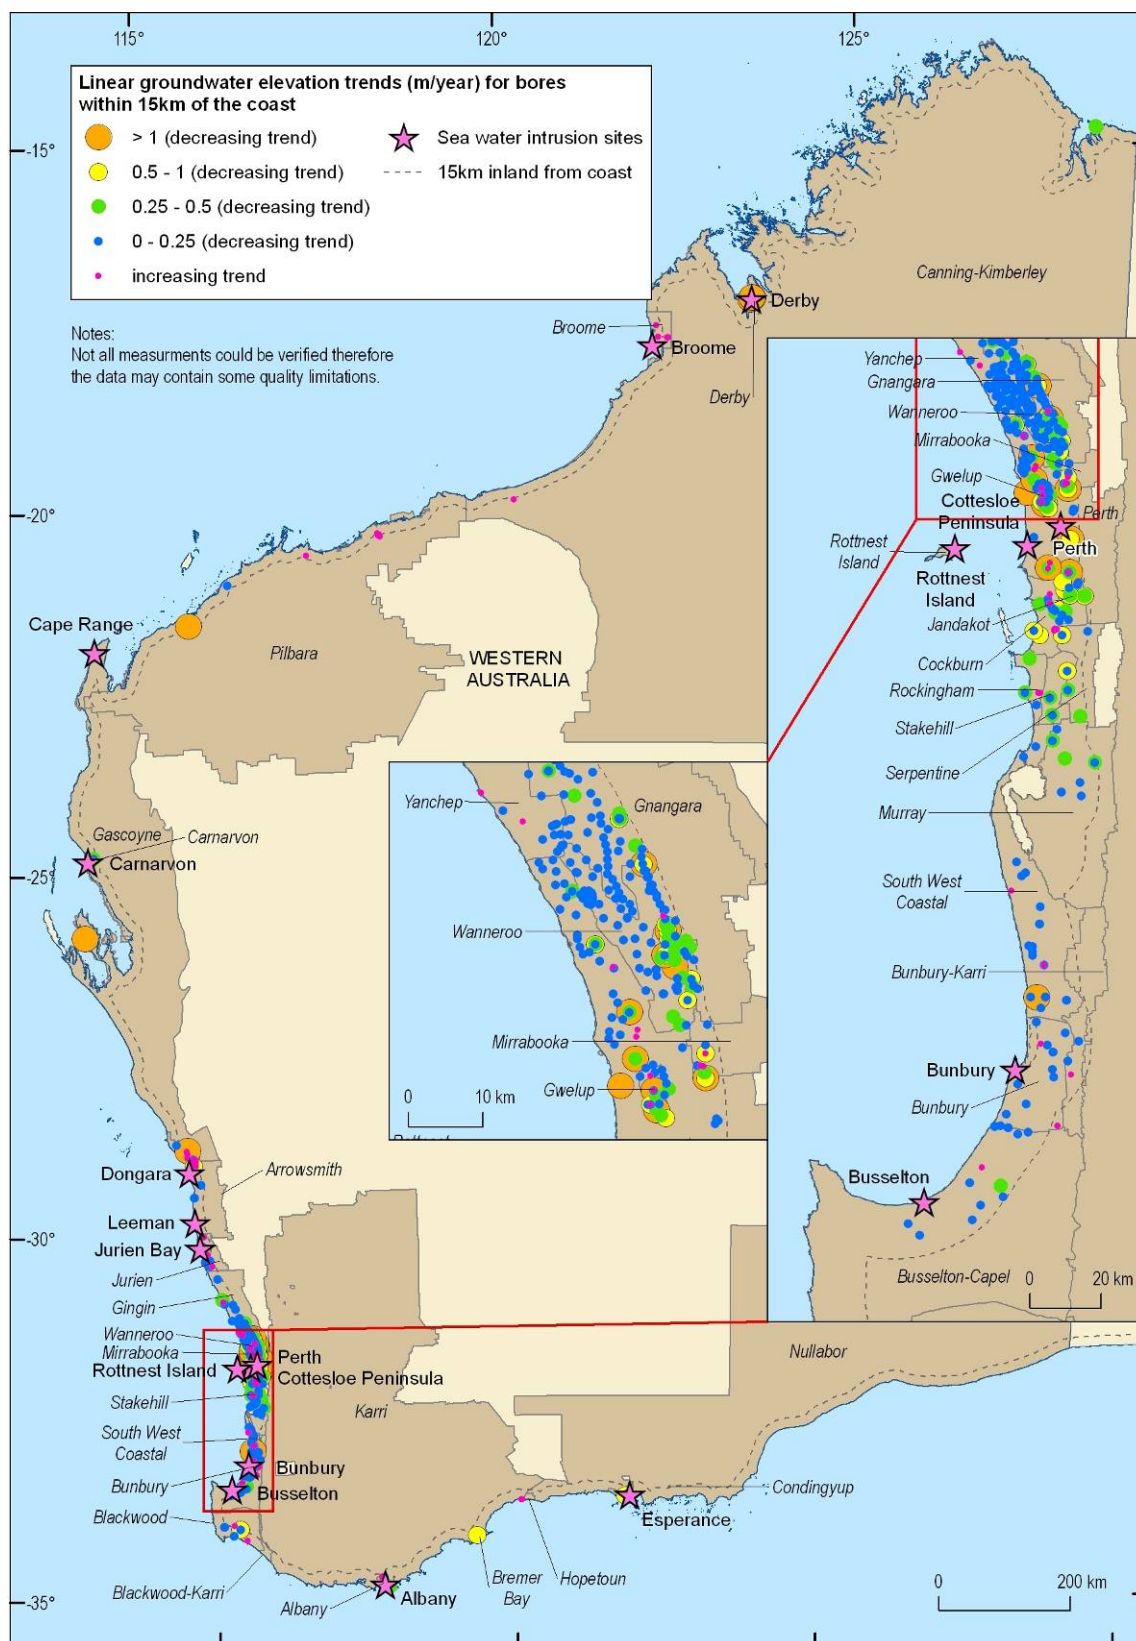 115°
120°
125°
Linear groundwater elevation trends (m/year) for bores
within 15km of the coast
> 1 (decreasing trend)
0.5 - 1 (decreasing trend)
0.25 - 0.5 (decreasing trend)
0 - 0.25 (decreasing trend)
increasing trend
Sea water intrusion sites
15km inland from coast
Notes:
Not all measurments could be verified therefore
the data may contain some quality limitations.
-15°
-20°
-25°
-30°
-35°
Canning-Kimberley
Derby
Broome
Broome
Derby
Cape Range
Pilbara
WESTERN
AUSTRALIA
Gascoyne
Carnarvon
Carnarvon
Dongara
Arrowsmith
Leeman
Jurien Bay
Jurien
Gingin
Wanneroo
Mirrabooka
Perth
Rottnest Island
Cottesloe Peninsula
Stakehill
Karri
South West
Coastal
Bunbury
Bunbury
Busselton
Blackwood
Blackwood-Karri
Albany
Albany
Bremer
Bay
Hopetoun
Esperance
Condingyup
Nullabor
0
200 km
Yanchep
Gnangara
Wanneroo
Mirrabooka
Gwelup
0
10 km
Yanchep
Gnangara
Wanneroo
Mirrabooka
Gwelup
Cottesloe
Peninsula
Perth
Perth
Rottnest
Island
Rottnest
Island
Jandakot
Cockburn
Rockingham
Stakehill
Serpentine
Murray
South West
Coastal
Bunbury-Karri
Bunbury
Bunbury
Busselton
Busselton-Capel
0
20 km